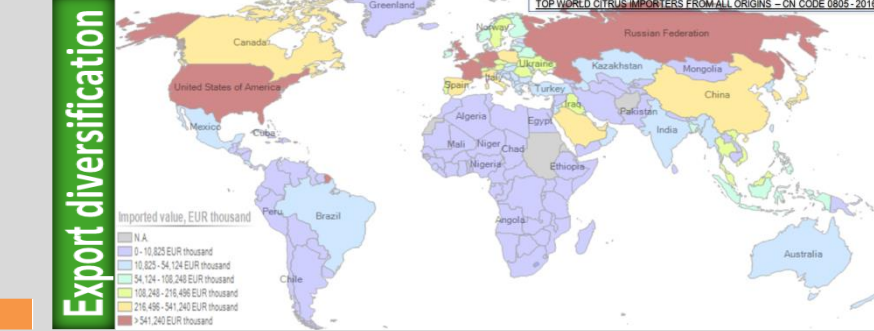 TOP WORLD CITRUS IMPORTERS FROM ALL ORIGINS – CN CODE 0805 - 2016
Export diversification
Greenland
Norway
Russian Federation
Canada
Ukraine
Kazakhstan
Mongolia
United States of America
Spain
Italy
Turkey
China
Iraq
Pakistan
Mexico
Cuba
Algeria
Egypt
India
Mali
Niger
Chad
Nigeria
Ethiopia
Peru
Brazil
Angola
Australia
Chile
Imported value, EUR thousand
N.A.
0 - 10,825 EUR thousand
10,825 - 54,124 EUR thousand
54,124 - 108,248 EUR thousand
108,248 - 216,496 EUR thousand
216,496 - 541,240 EUR thousand
> 541,240 EUR thousand